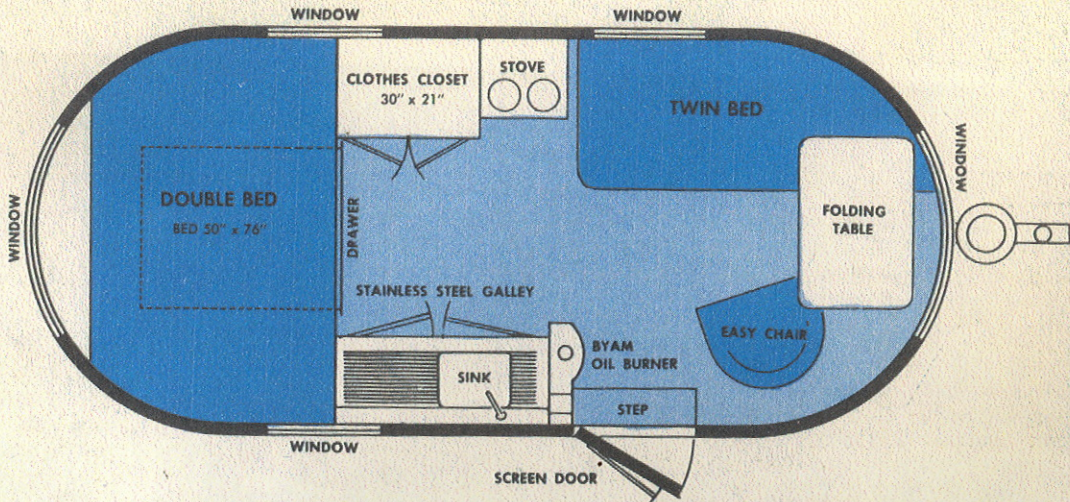 WINDOW
WINDOW
CLOTHES CLOSET
30" x 21"
STOVE
TWIN BED
WINDOW
WINDOW
DOUBLE BED
BED 50" x 76"
DRAWER
FOLDING
TABLE
STAINLESS STEEL GALLEY
EASY CHAIR
BYAM
OIL BURNER
SINK
STEP
WINDOW
SCREEN DOOR